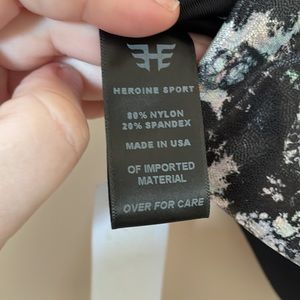 HEROINE SPORT
80% NYLON
20% SPANDEX
MADE IN USA
OF IMPORTED
MATERIAL
OVER FOR CARE